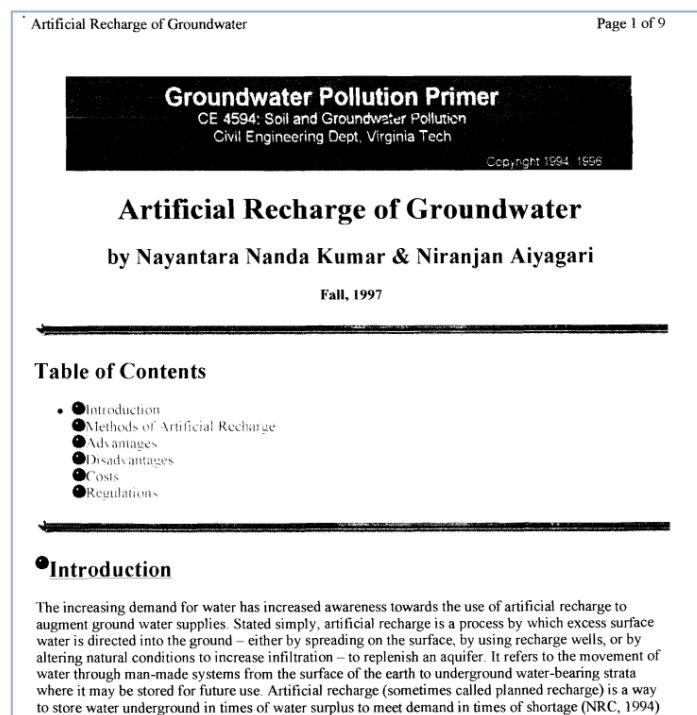 Artificial Recharge of Groundwater Page 1 of 9
Groundwater Pollution Primer
CE 4594: Soil and Groundwater Pollution
Civil Engineering Dept, Virginia Tech
Copyright 1994, 1996
Artificial Recharge of Groundwater
by Nayantara Nanda Kumar & Niranjan Aiyagari
Fall, 1997
Table of Contents
Introduction
Methods of Artificial Recharge
Advantages
Disadvantages
Costs
Regulations
Introduction
The increasing demand for water has increased awareness towards the use of artificial recharge to
augment ground water supplies. Stated simply, artificial recharge is a process by which excess surface
water is directed into the ground – either by spreading on the surface, by using recharge wells, or by
altering natural conditions to increase infiltration – to replenish an aquifer. It refers to the movement of
water through man-made systems from the surface of the earth to underground water-bearing strata
where it may be stored for future use. Artificial recharge (sometimes called planned recharge) is a way
to store water underground in times of water surplus to meet demand in times of shortage (NRC, 1994)